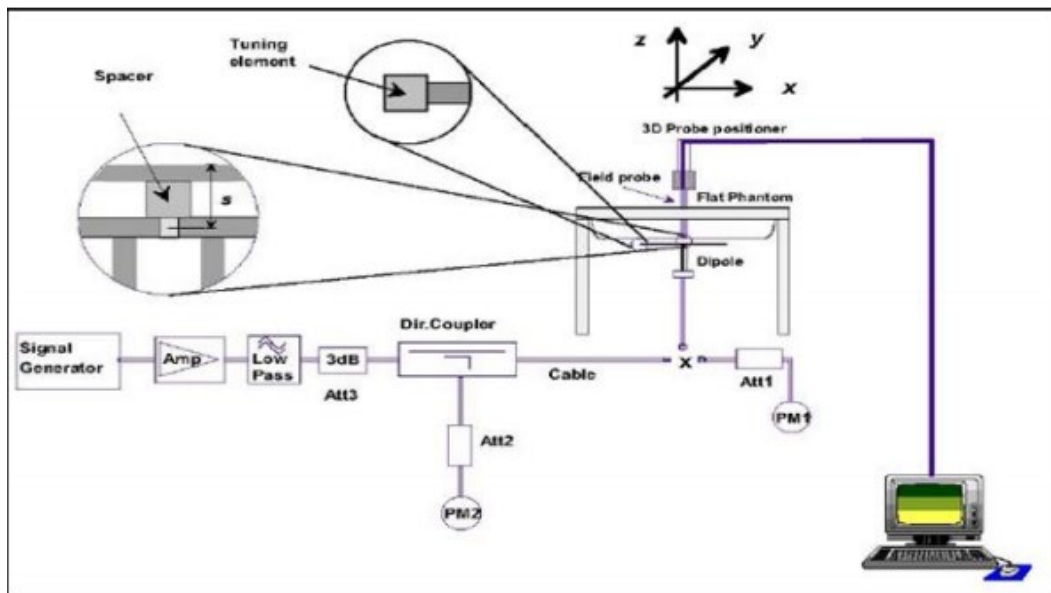 Tuning
element
Spacer
s
z
y
x
3D Probe positioner
Field probe
Flat Phantom
Dipole
Dir.Coupler
Signal
Generator
Amp
Low
Pass
3dB
Att3
Cable
x
Att1
PM1
Att2
PM2